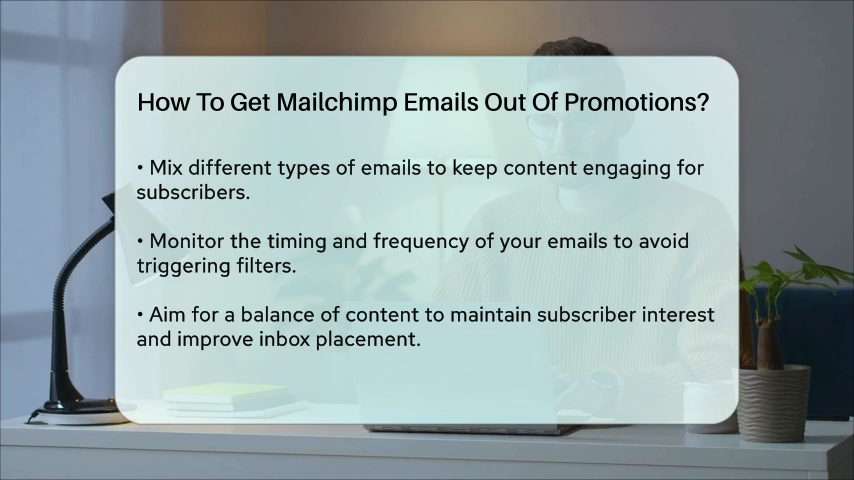 How To Get Mailchimp Emails Out Of Promotions?
• Mix different types of emails to keep content engaging for
subscribers.
• Monitor the timing and frequency of your emails to avoid
triggering filters.
• Aim for a balance of content to maintain subscriber interest
and improve inbox placement.